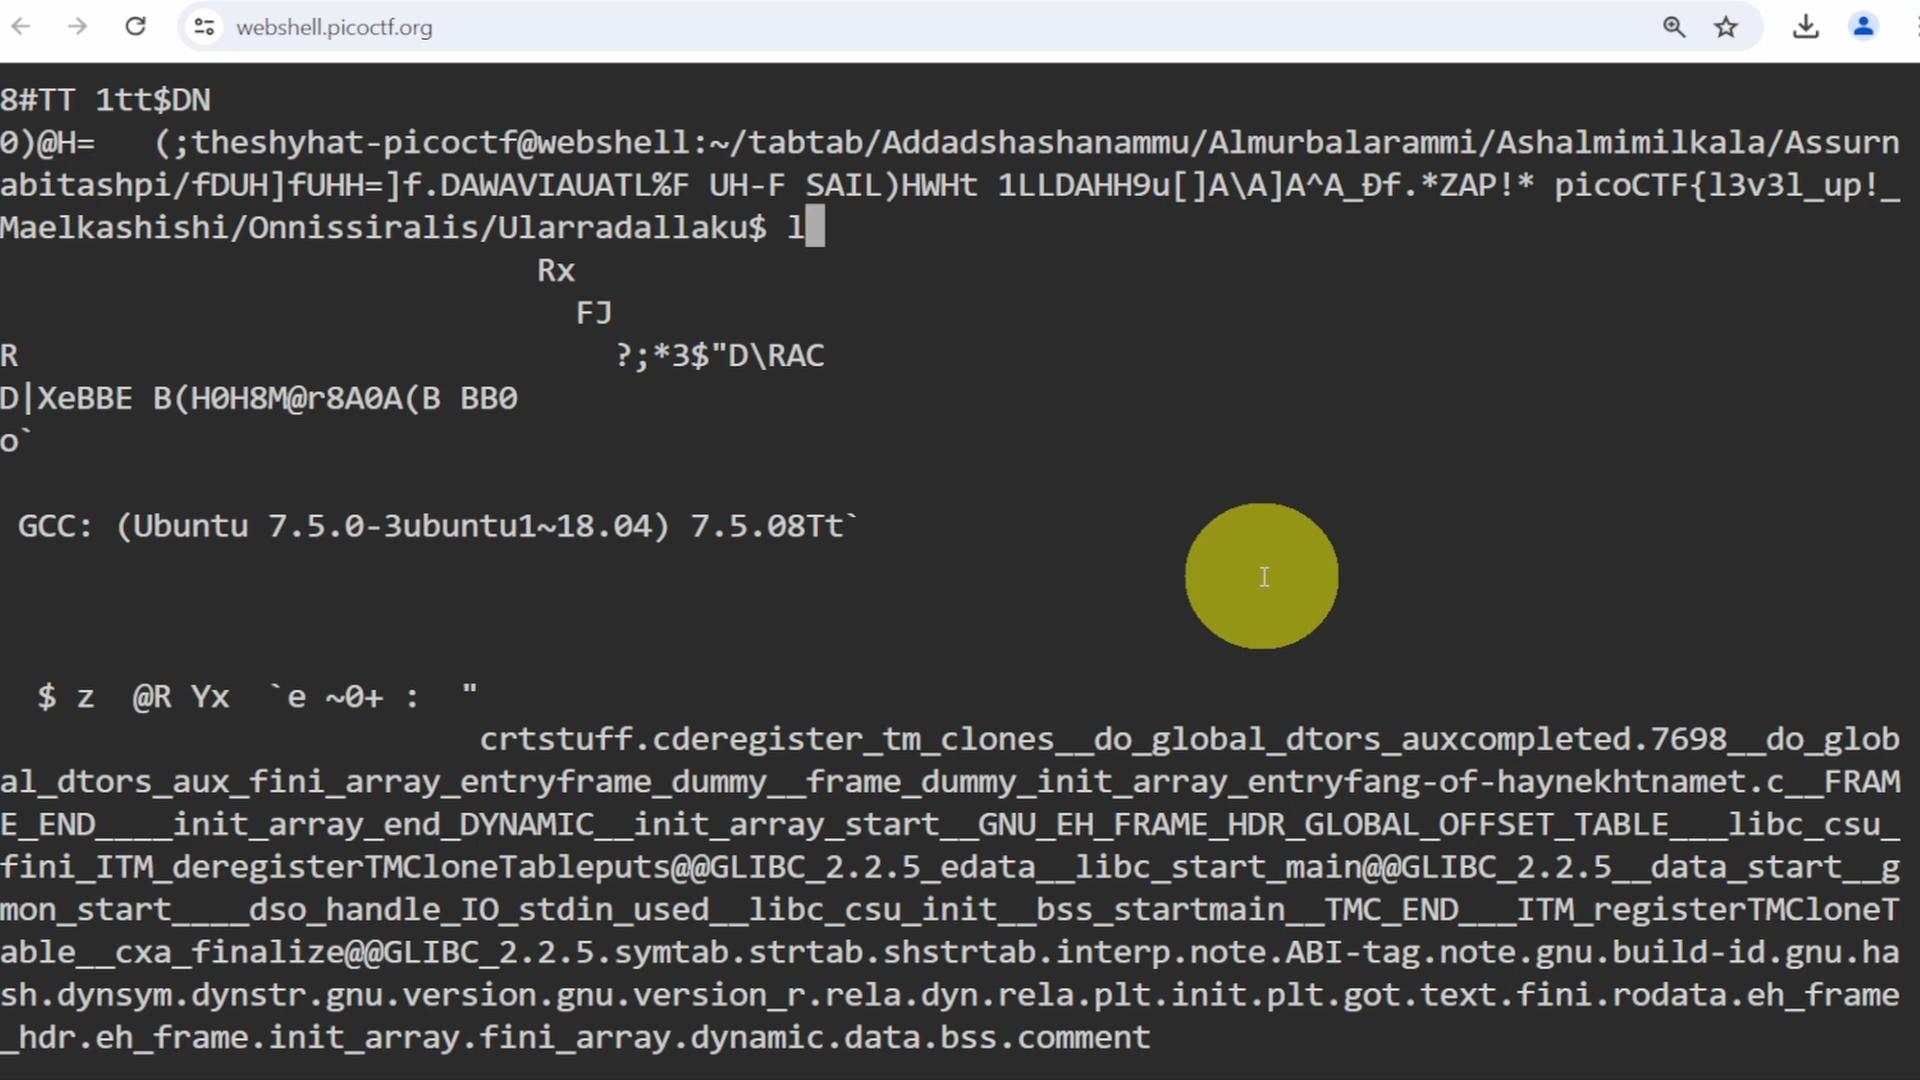 webshell.picoctf.org
8#TT 1tt$DN
0)@H=   (;theshyhat-picoctf@webshell:~/tabtab/Addadshashanammu/Almurbalarammi/Ashalmimilkala/Assurn
abitashpi/fDUH]fUHH=]f.DAWAVIAUATL%F UH-F SAIL)HWHt 1LLDAHH9u[]A\A]A^A_Ðf.*ZAP!* picoCTF{l3v3l_up!_
Maelkashishi/Onnissiralis/Ularradallaku$ l
Rx
FJ
R                                ?;*3$"D\RAC
D|XeBBE B(H0H8M@r8A0A(B BB0
o`
GCC: (Ubuntu 7.5.0-3ubuntu1~18.04) 7.5.08Tt`
$ z  @R Yx  `e ~0+ :  "
crtstuff.cderegister_tm_clones__do_global_dtors_auxcompleted.7698__do_glob
al_dtors_aux_fini_array_entryframe_dummy__frame_dummy_init_array_entryfang-of-haynekhtnamet.c__FRAM
E_END____init_array_end_DYNAMIC__init_array_start__GNU_EH_FRAME_HDR_GLOBAL_OFFSET_TABLE___libc_csu_
fini_ITM_deregisterTMCloneTableputs@@GLIBC_2.2.5_edata__libc_start_main@@GLIBC_2.2.5__data_start__g
mon_start____dso_handle_IO_stdin_used__libc_csu_init__bss_startmain__TMC_END___ITM_registerTMCloneT
able__cxa_finalize@@GLIBC_2.2.5.symtab.strtab.shstrtab.interp.note.ABI-tag.note.gnu.build-id.gnu.ha
sh.dynsym.dynstr.gnu.version.gnu.version_r.rela.dyn.rela.plt.init.plt.got.text.fini.rodata.eh_frame
_hdr.eh_frame.init_array.fini_array.dynamic.data.bss.comment